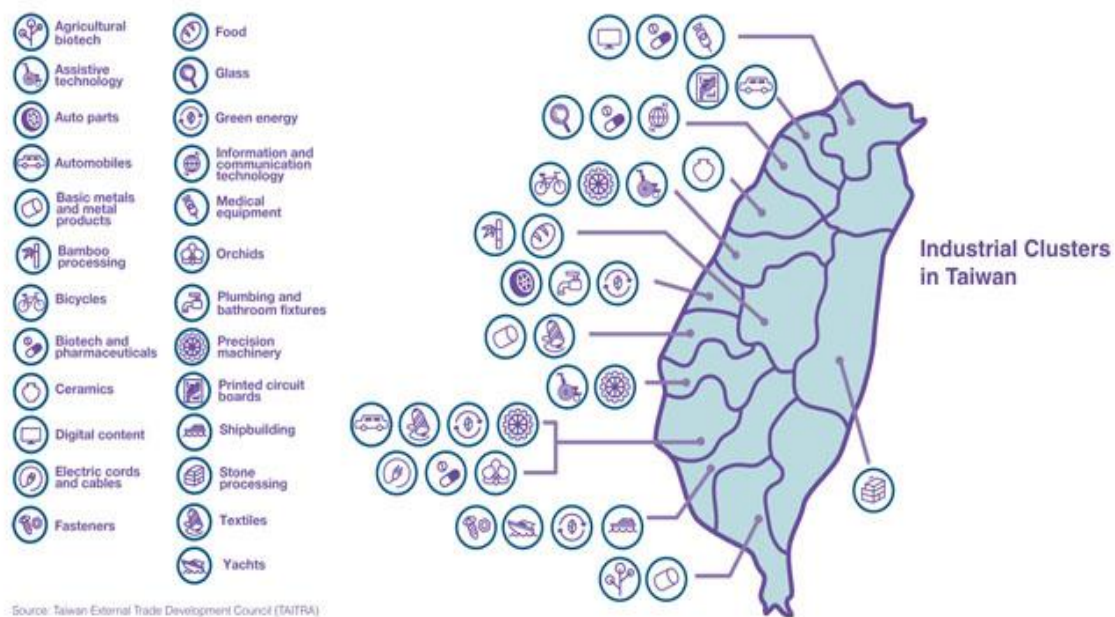 Agricultural
biotech
Assistive
technology
Auto parts
Automobiles
Basic metals
and metal
products
Bamboo
processing
Bicycles
Biotech and
pharmaceuticals
Ceramics
Digital content
Electric cords
and cables
Fasteners
Food
Glass
Green energy
Information and
communication
technology
Medical
equipment
Orchids
Plumbing and
bathroom fixtures
Precision
machinery
Printed circuit
boards
Shipbuilding
Stone
processing
Textiles
Yachts
Industrial Clusters
in Taiwan
Source: Taiwan External Trade Development Council (TAITRA)